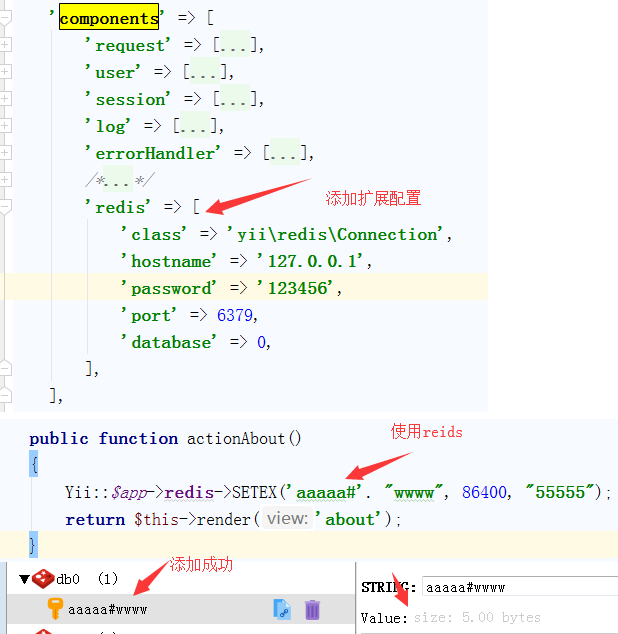 'components' => [
'request' => [...],
'user' => [...],
'session' => [...],
'log' => [...],
'errorHandler' => [...],
/*...*/
'redis' => [
添加扩展配置
'class' => 'yii\redis\Connection',
'hostname' => '127.0.0.1',
'password' => '123456',
'port' => 6379,
'database' => 0,
],
],
public function actionAbout()
使用reids
{
Yii::$app->redis->SETEX('aaaaa#'. "wwww", 86400, "55555");
return $this->render( view: 'about');
}
添加成功
db0 (1)
aaaaa#wwww
STRING: aaaaa#wwww
Value: size: 5.00 bytes